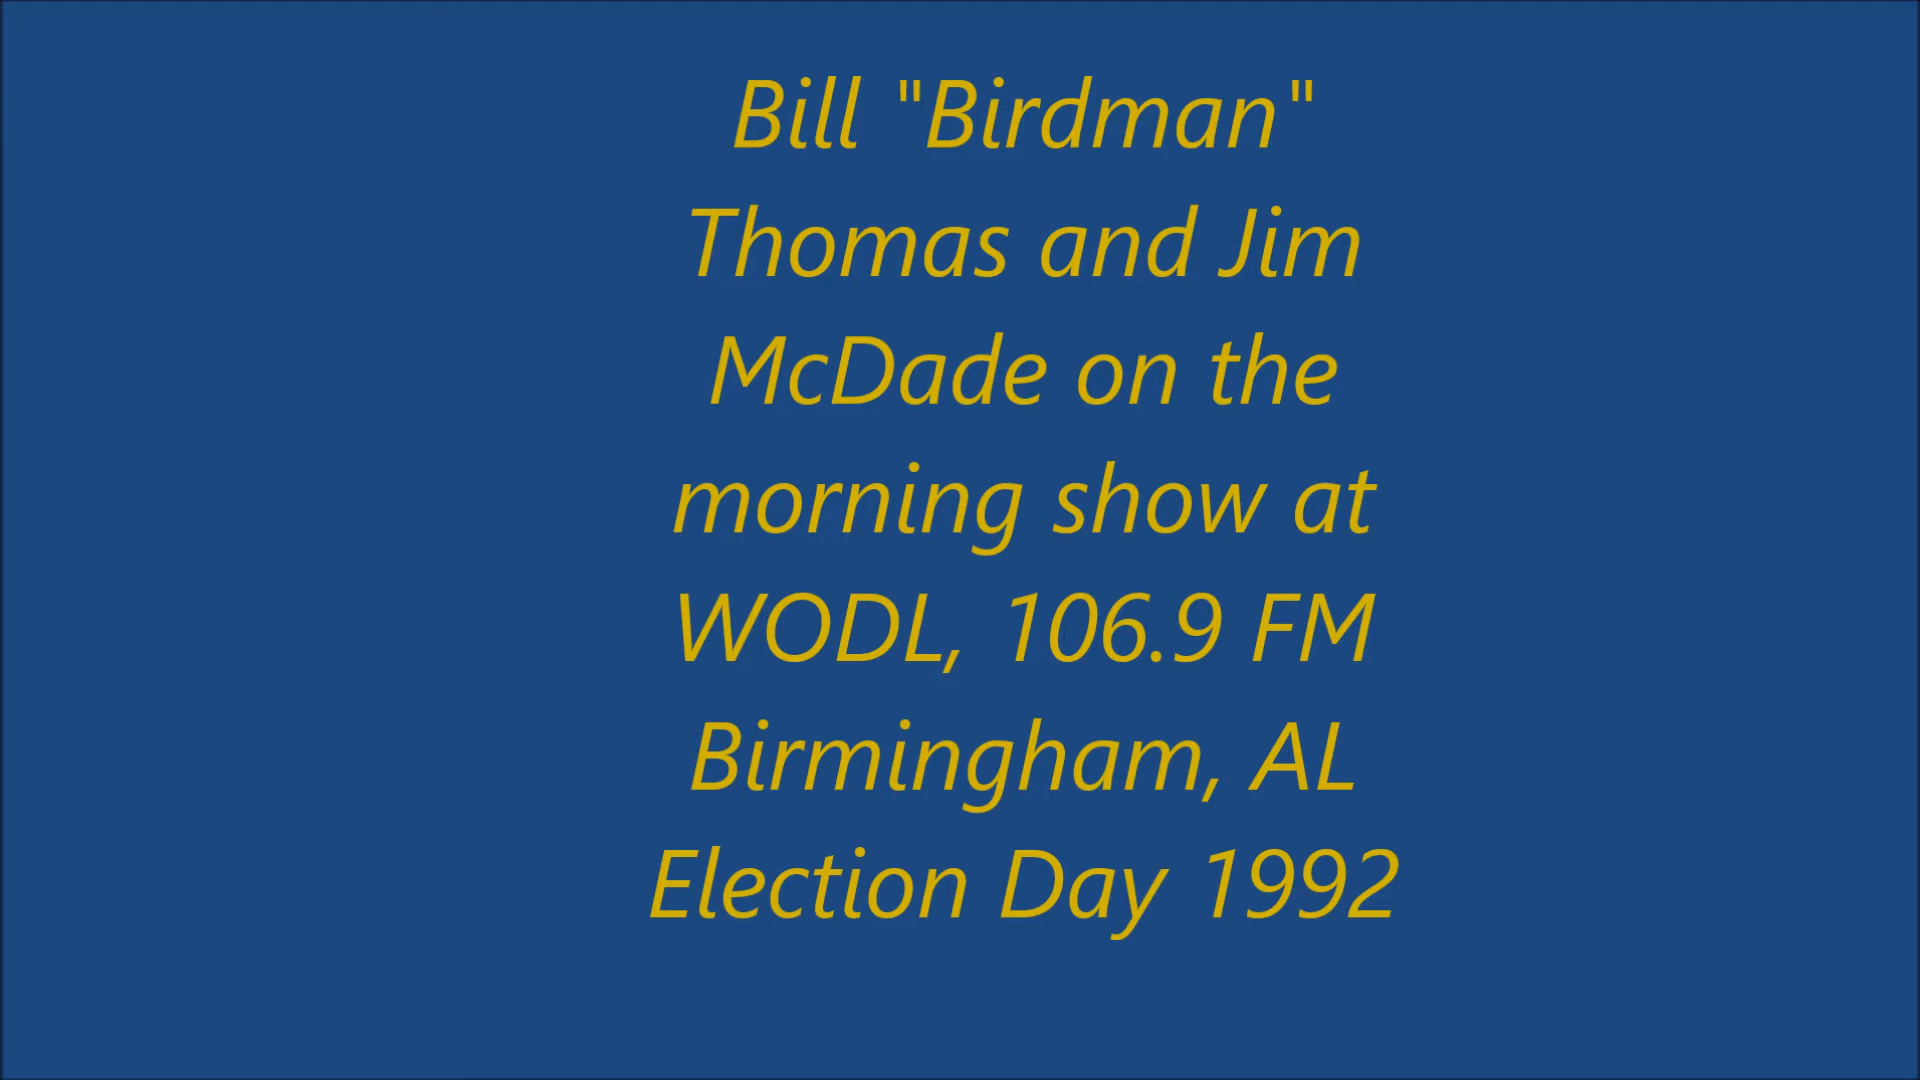 Bill "Birdman"
Thomas and Jim
McDade on the
morning show at
WODL, 106.9 FM
Birmingham, AL
Election Day 1992